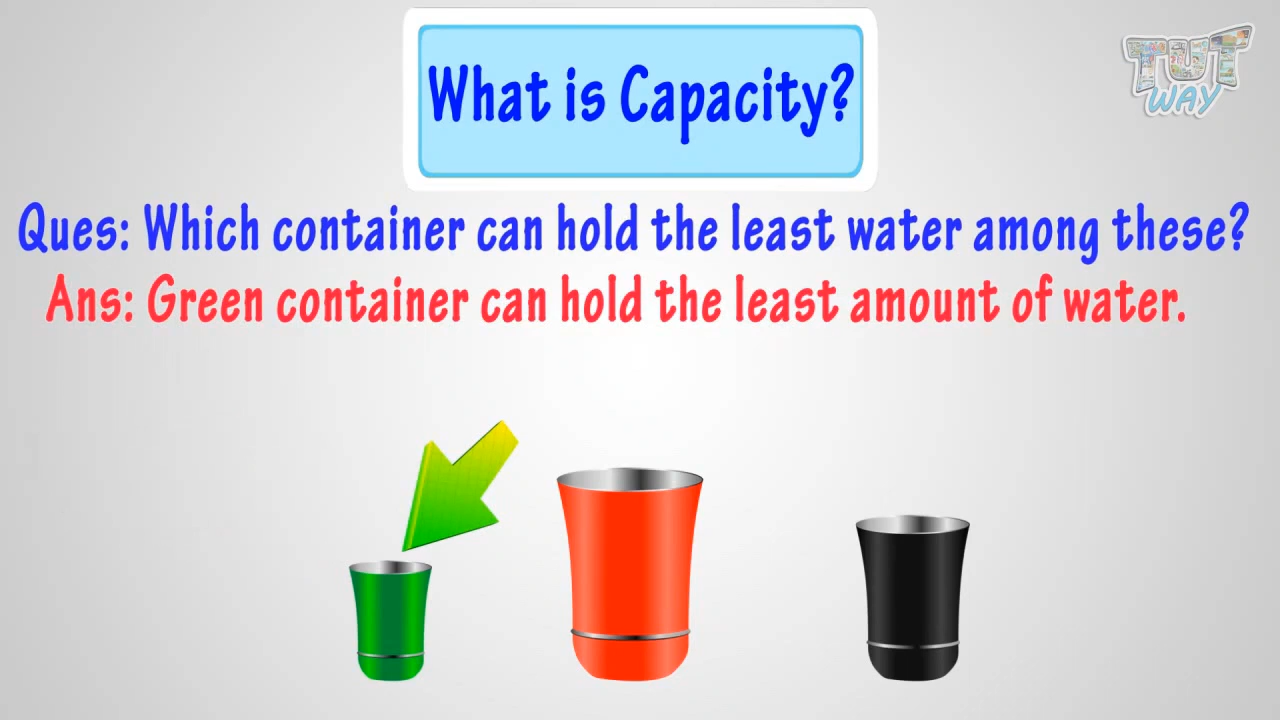 What is Capacity?
TUT
WAY
Ques: Which container can hold the least water among these?
Ans: Green container can hold the least amount of water.